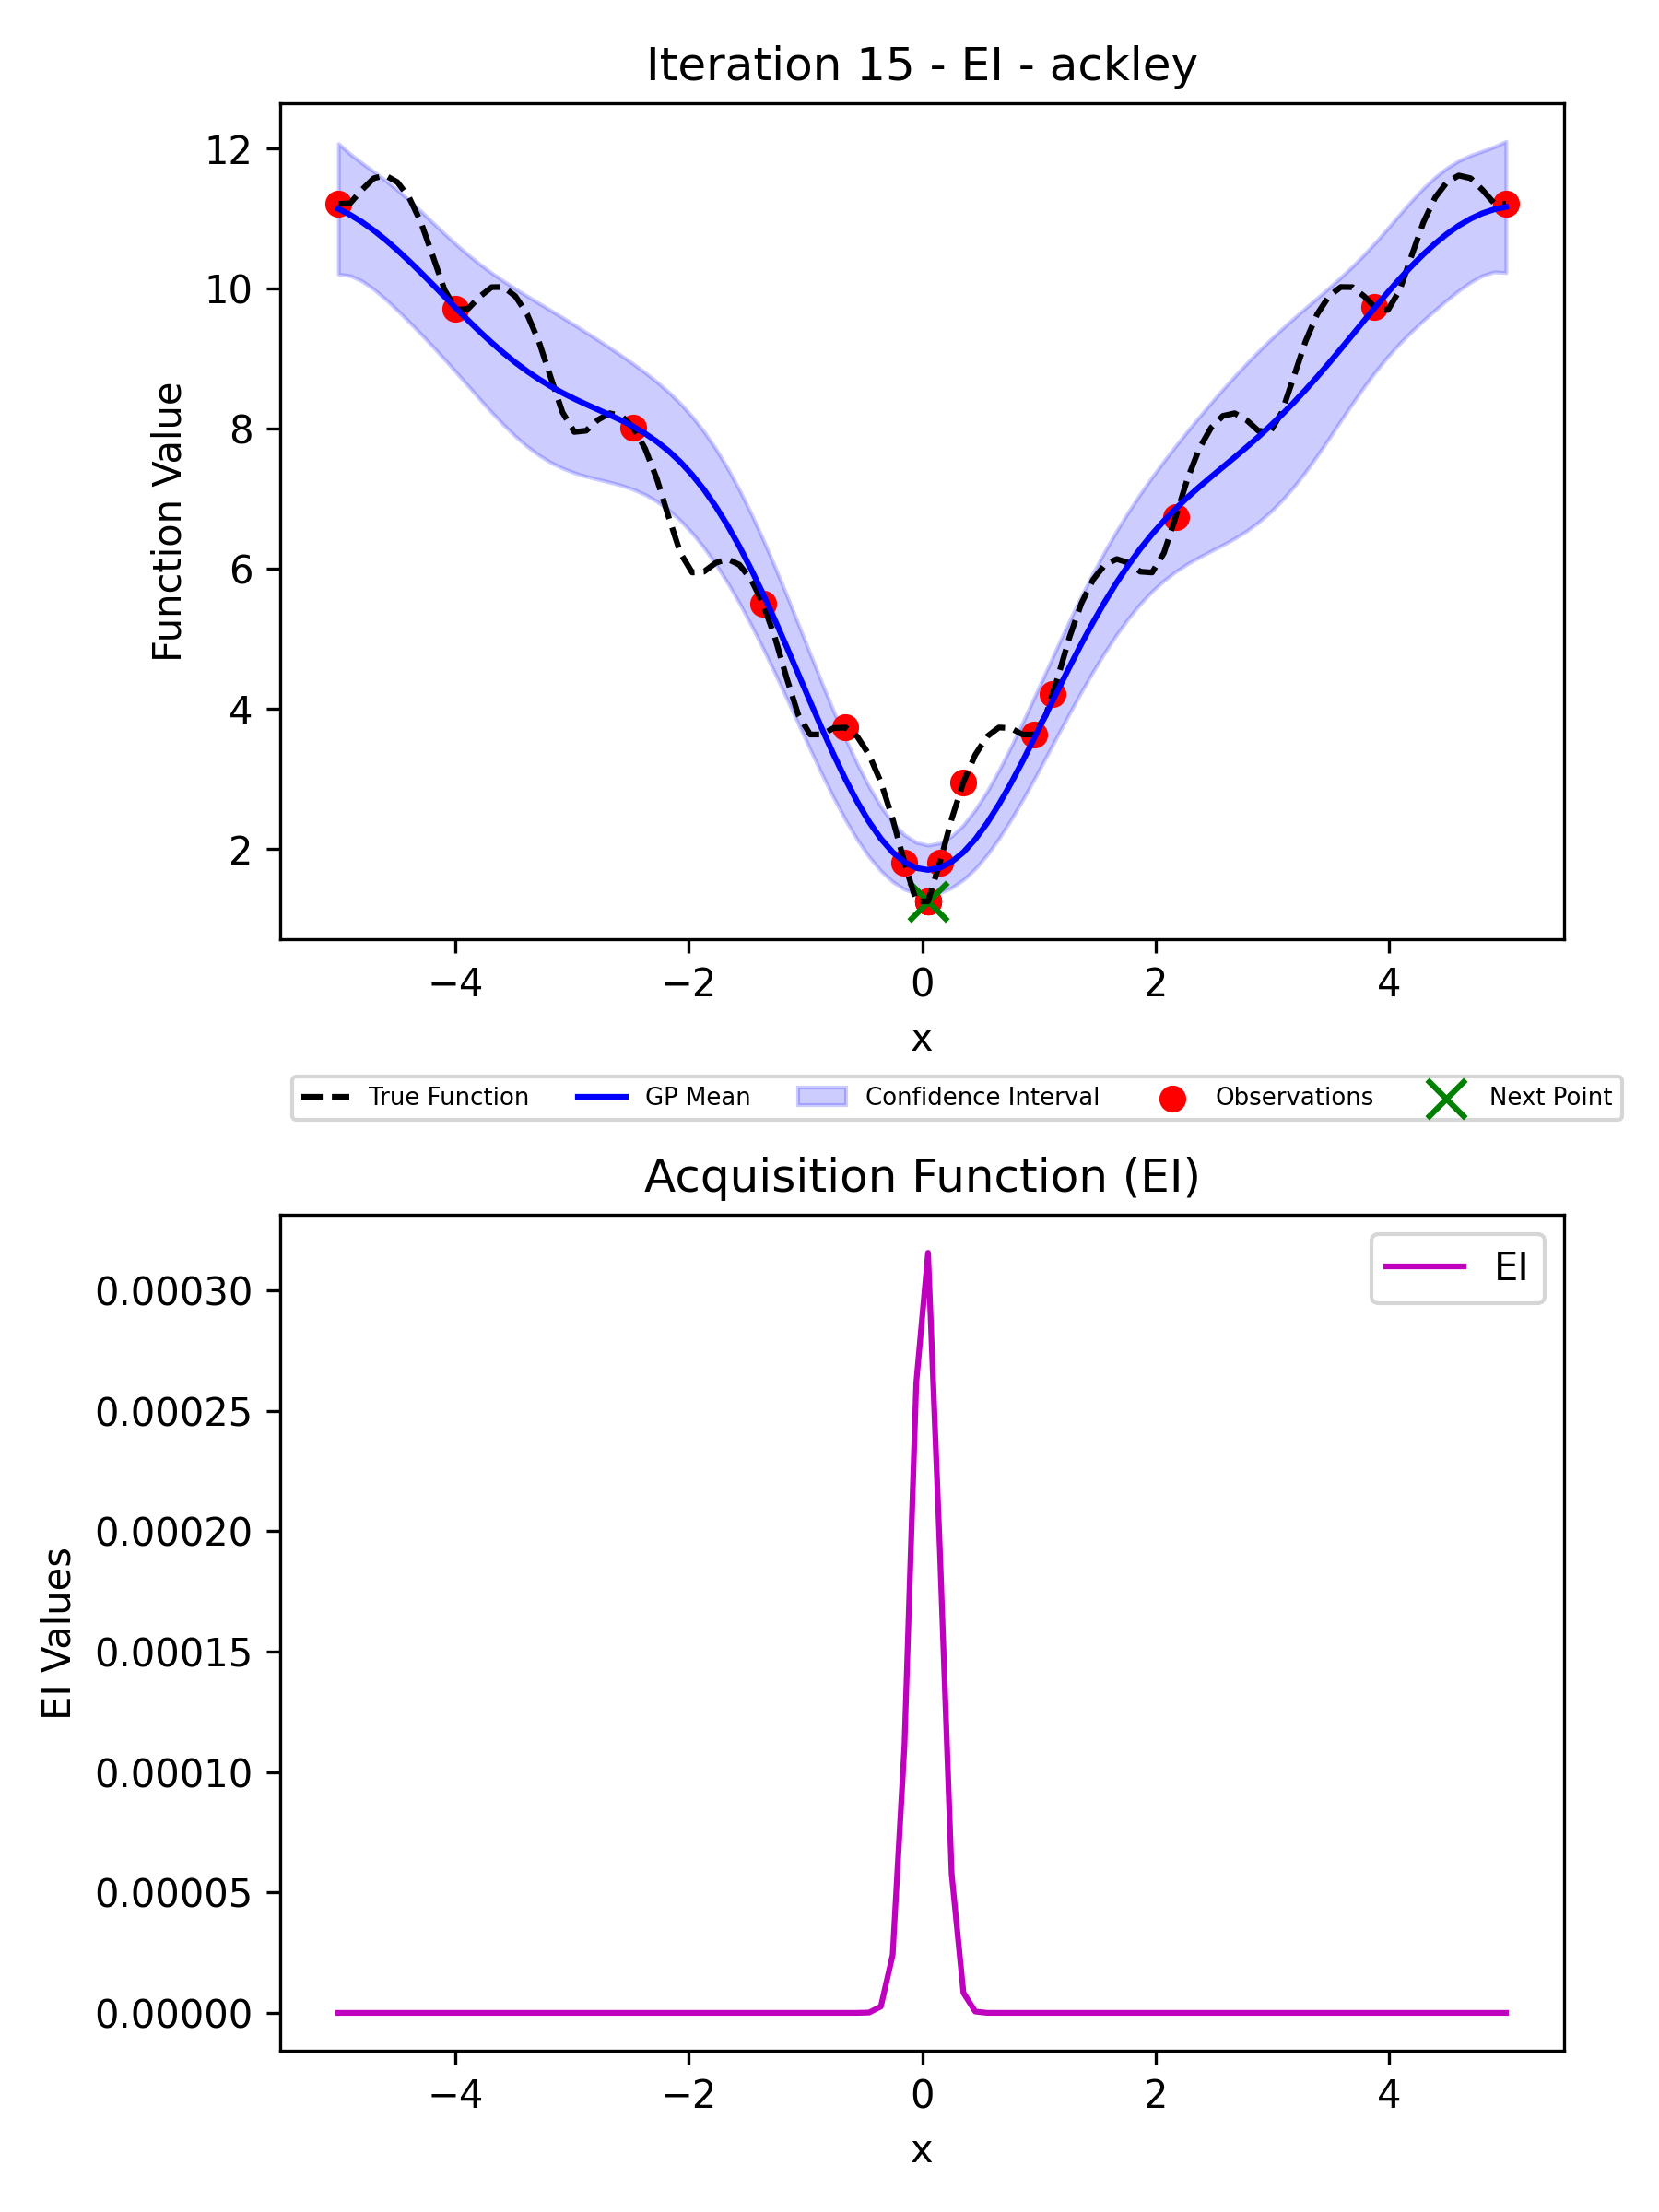 Iteration 15 - EI - ackley
12
10
8
6
4
2
Function Value
−4 −2 0 2 4
x
True Function GP Mean Confidence Interval Observations Next Point
Acquisition Function (EI)
EI
0.00030
0.00025
0.00020
0.00015
0.00010
0.00005
0.00000
EI Values
−4 −2 0 2 4
x